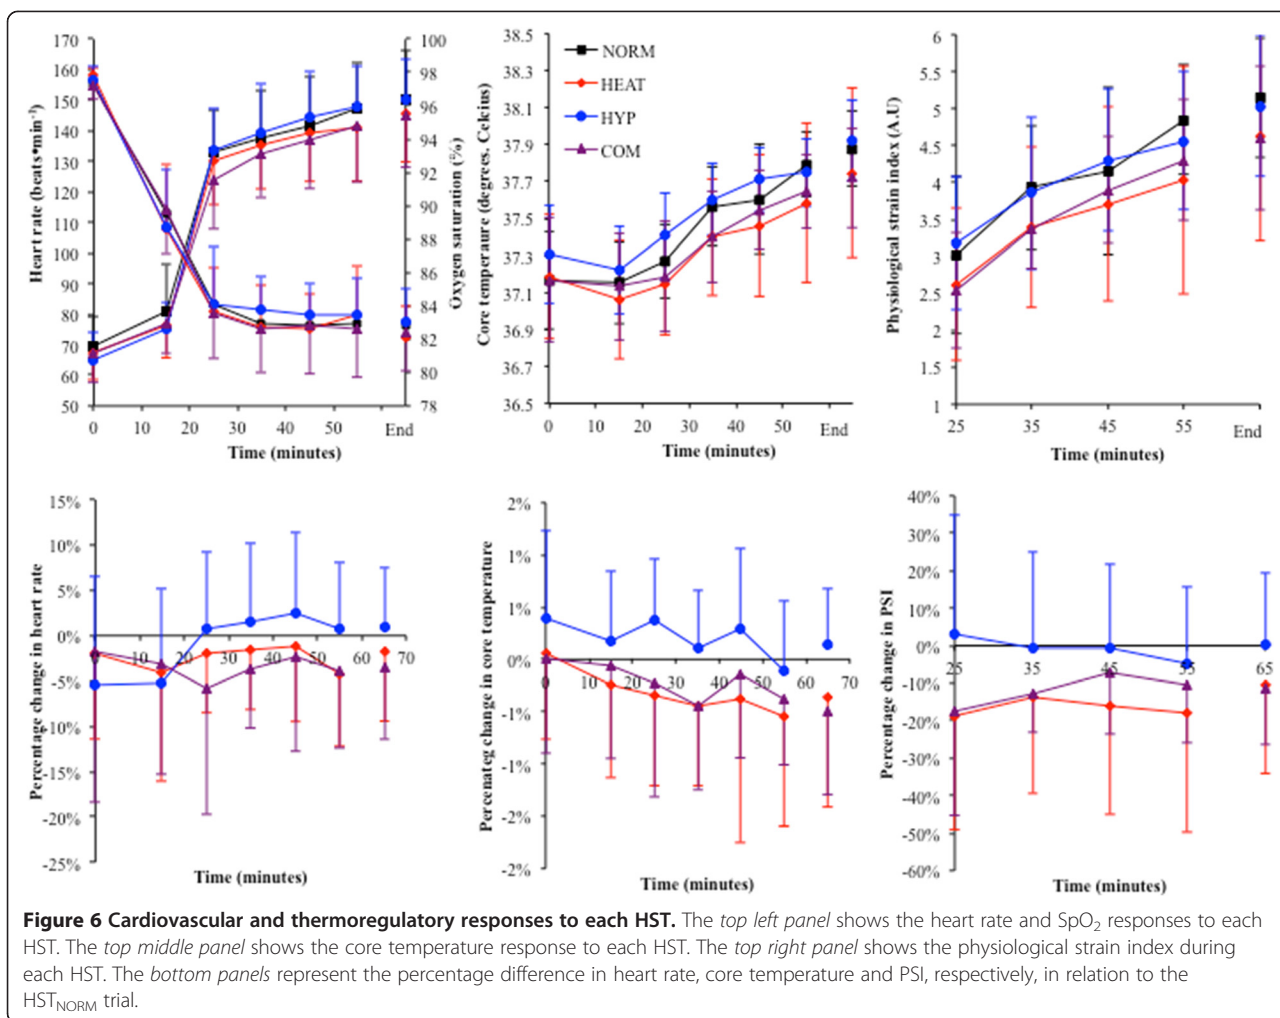 170
160
150
140
130
120
110
100
90
80
70
60
50
Heart rate (beats•min⁻¹)
100
98
96
94
92
90
88
86
84
82
80
78
Oxygen saturation (%)
0 10 20 30 40 50 End
Time (minutes)
38.5
38.3
38.1
37.9
37.7
37.5
37.3
37.1
36.9
36.7
36.5
Core temperaure (degres. Celcius)
NORM
HEAT
HYP
COM
0 10 20 30 40 50 End
Time (minutes)
6
5.5
5
4.5
4
3.5
3
2.5
2
1.5
1
Physiological strain index (A.U)
25 35 45 55 End
Time (minutes)
15%
10%
5%
0%
-5%
-10%
-15%
-20%
-25%
Percentage change in heart rate
0 10 20 30 40 50 60 70
Time (minutes)
2%
1%
1%
0%
-1%
-1%
-2%
-2%
Percenateg change in core temperature
0 10 20 30 40 50 60 70
Time (minutes)
40%
30%
20%
10%
0%
-10%
-20%
-30%
-40%
-50%
-60%
Percentage change in PSI
25 35 45 55 65
Time (minutes)
Figure 6 Cardiovascular and thermoregulatory responses to each HST. The top left panel shows the heart rate and SpO₂ responses to each
HST. The top middle panel shows the core temperature response to each HST. The top right panel shows the physiological strain index during
each HST. The bottom panels represent the percentage difference in heart rate, core temperature and PSI, respectively, in relation to the
HST_NORM trial.